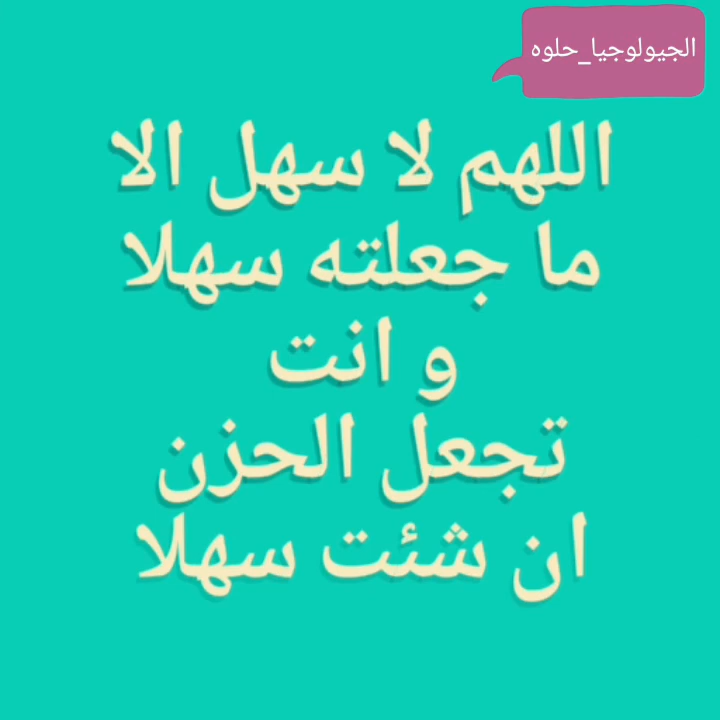 الجيولوجيا_حلوه
اللهم لا سهل الا
ما جعلته سهلا
و انت
تجعل الحزن
ان شئت سهلا